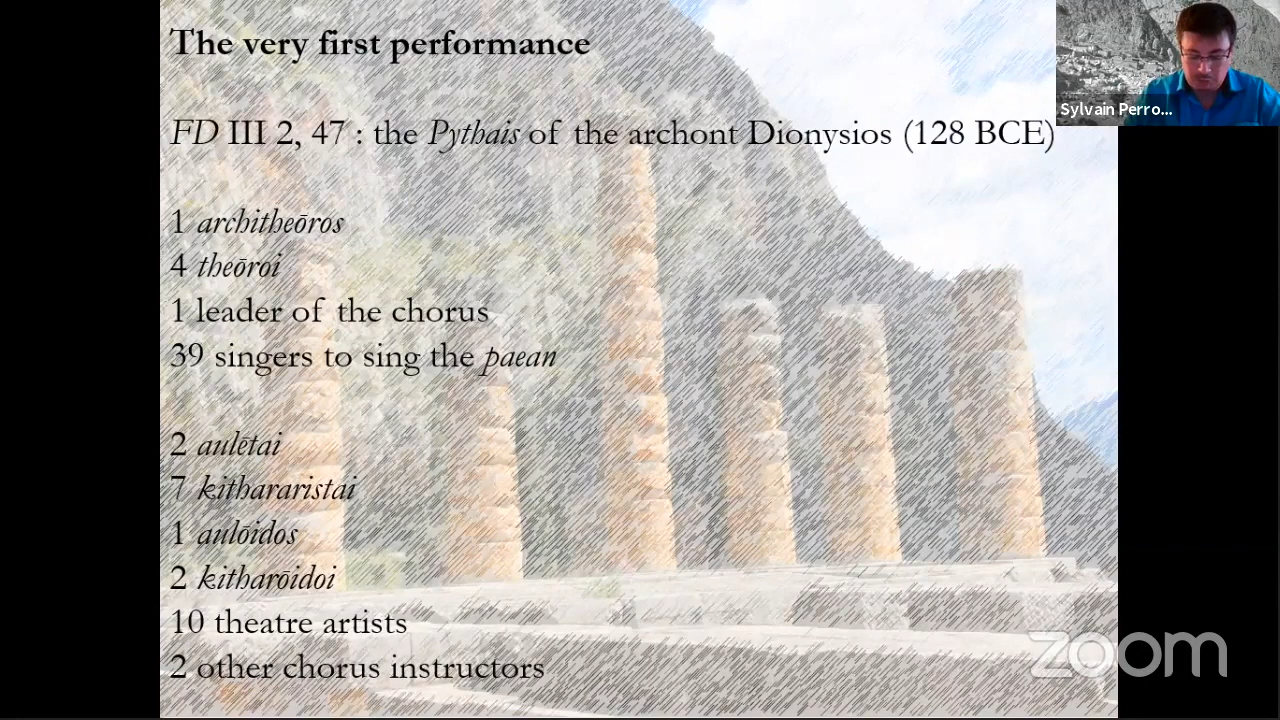 The very first performance
Sylvain Perro...
FD III 2, 47 : the Pythais of the archont Dionysios (128 BCE)
1 architheōros
4 theōroi
1 leader of the chorus
39 singers to sing the paean
2 aulētai
7 kithararistai
1 aulōidos
2 kitharōidoi
10 theatre artists
2 other chorus instructors
zoom